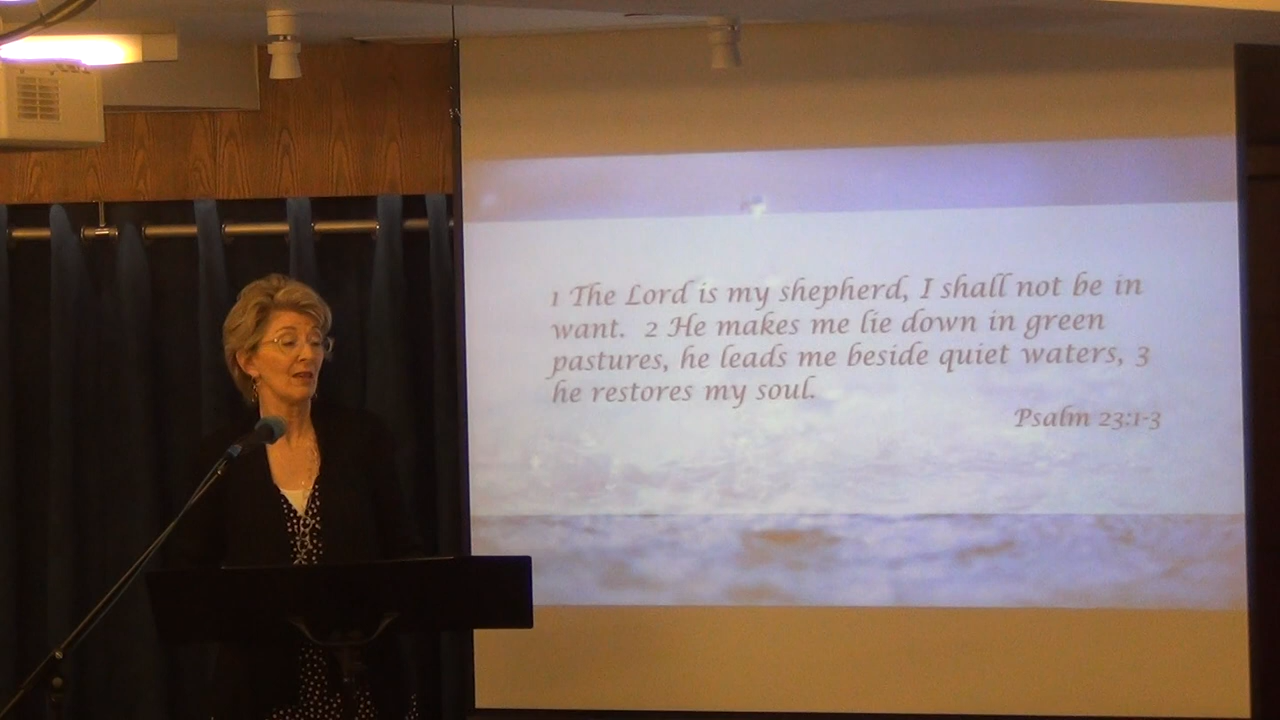 1 The Lord is my shepherd, I shall not be in
want. 2 He makes me lie down in green
pastures, he leads me beside quiet waters, 3
he restores my soul.
Psalm 23:1-3